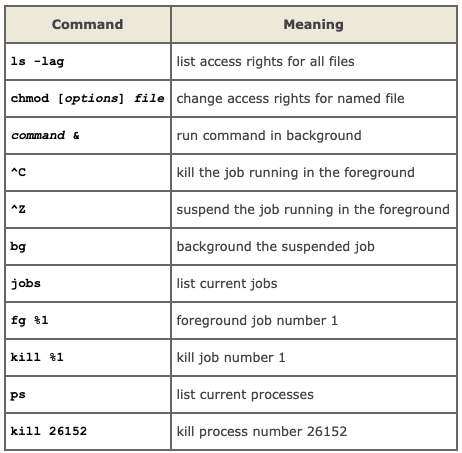 Command Meaning
ls -lag list access rights for all files
chmod [options] file change access rights for named file
command & run command in background
^C kill the job running in the foreground
^Z suspend the job running in the foreground
bg background the suspended job
jobs list current jobs
fg %1 foreground job number 1
kill %1 kill job number 1
ps list current processes
kill 26152 kill process number 26152